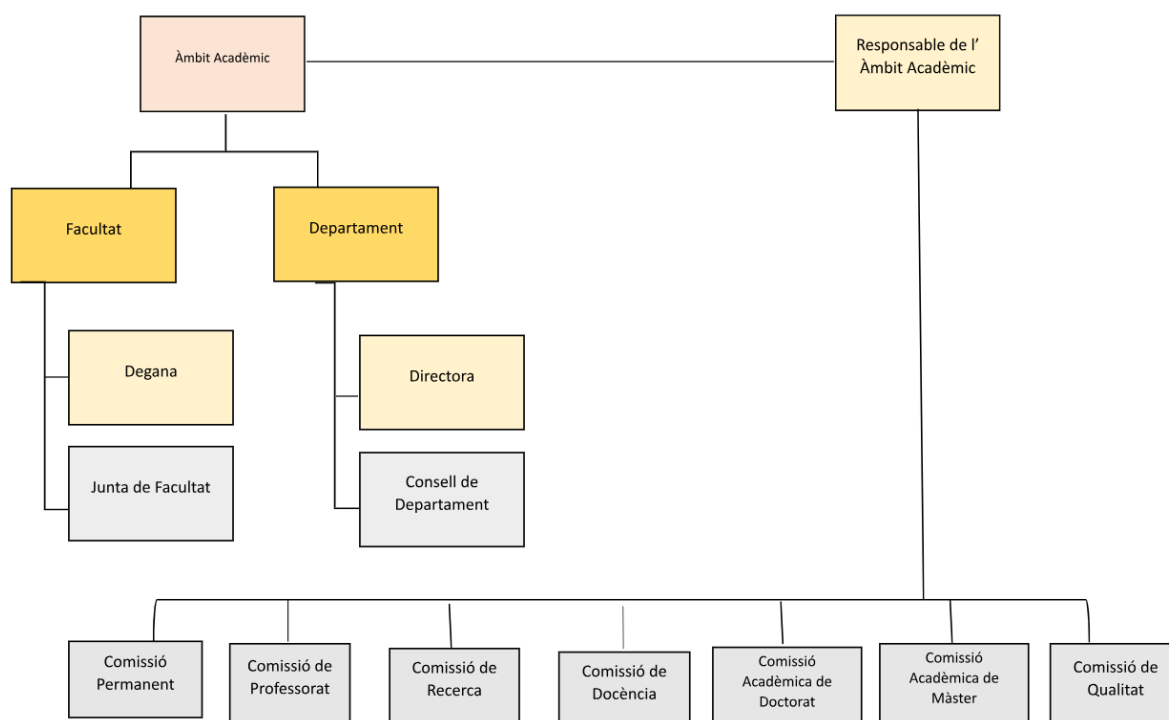 Àmbit Acadèmic
Responsable de l’
Àmbit Acadèmic
Facultat
Departament
Degana
Directora
Junta de Facultat
Consell de
Departament
Comissió
Permanent
Comissió de
Professorat
Comissió de
Recerca
Comissió de
Docència
Comissió
Acadèmica de
Doctorat
Comissió
Acadèmica de
Màster
Comissió de
Qualitat